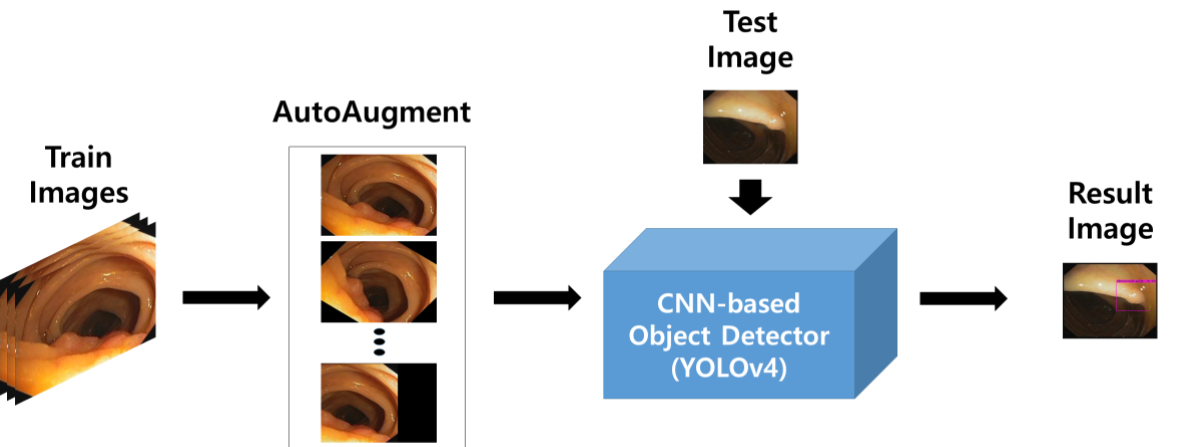 Train
Images
AutoAugment
Test
Image
CNN-based
Object Detector
(YOLOv4)
Result
Image